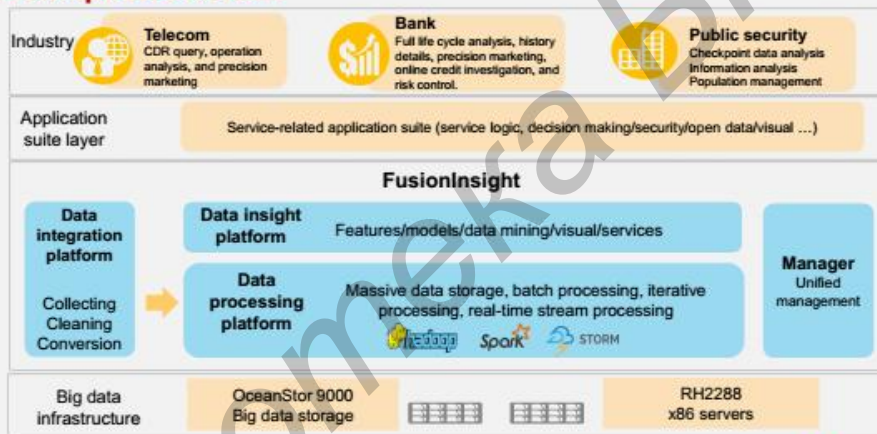 Industry
Telecom
CDR query, operation
analysis, and precision
marketing
Bank
Full life cycle analysis, history
details, precision marketing,
online credit investigation, and
risk control.
Public security
Checkpoint data analysis
Information analysis
Population management
Application
suite layer
Service-related application suite (service logic, decision making/security/open data/visual ...)
FusionInsight
Data
integration
platform
Collecting
Cleaning
Conversion
Data insight
platform
Features/models/data mining/visual/services
Data
processing
platform
Massive data storage, batch processing, iterative
processing, real-time stream processing
hadoop
Spark
STORM
Manager
Unified
management
Big data
infrastructure
OceanStor 9000
Big data storage
RH2288
x86 servers